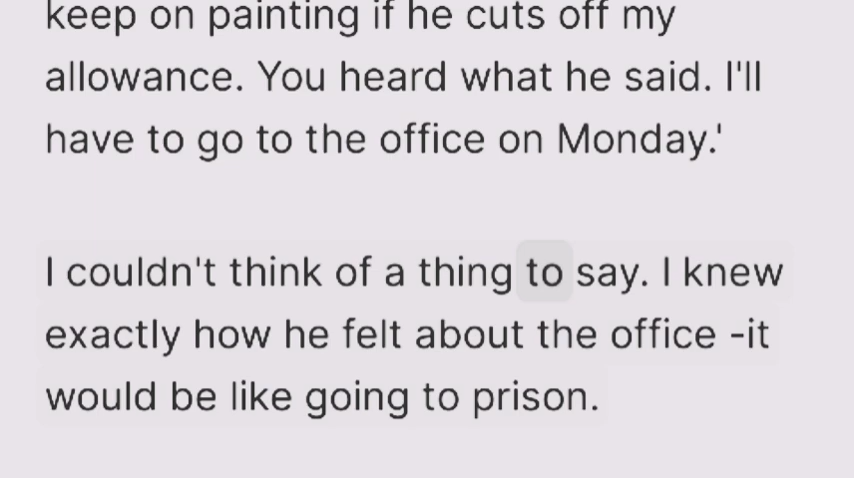 keep on painting if he cuts off my
allowance. You heard what he said. I'll
have to go to the office on Monday.'
I couldn't think of a thing to say. I knew
exactly how he felt about the office -it
would be like going to prison.